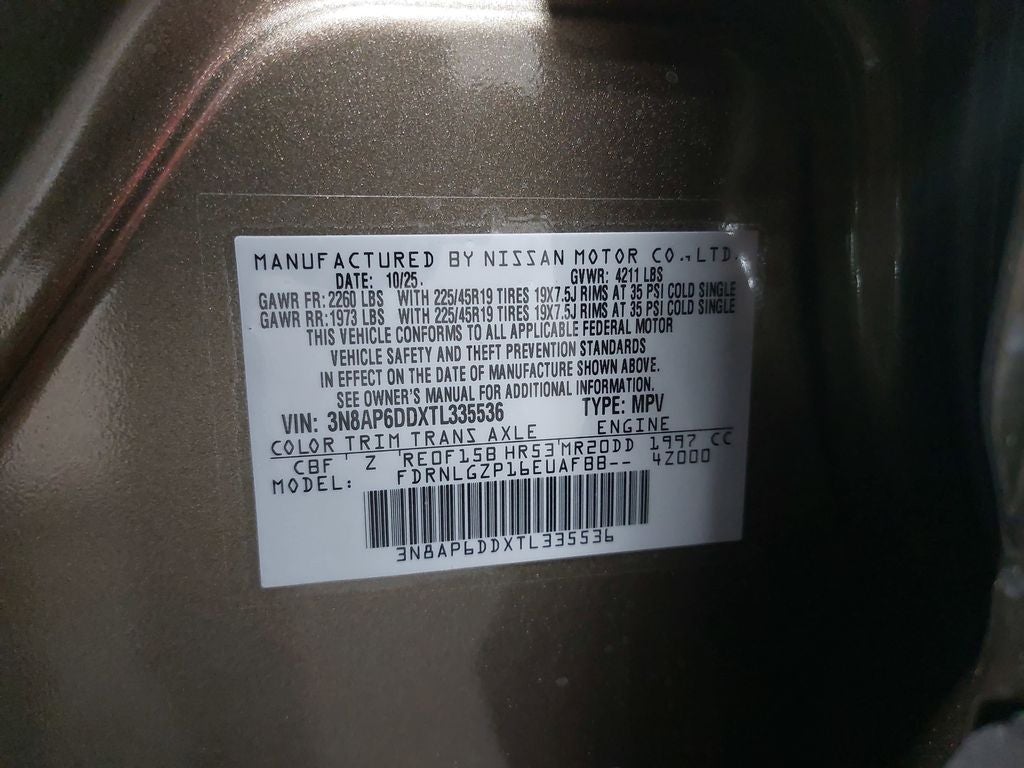 MANUFACTURED BY NISSAN MOTOR CO., LTD.
DATE: 10/25. GVWR: 4211 LBS
GAWR FR: 2260 LBS WITH 225/45R19 TIRES 19X7.5J RIMS AT 35 PSI COLD SINGLE
GAWR RR: 1973 LBS WITH 225/45R19 TIRES 19X7.5J RIMS AT 35 PSI COLD SINGLE
THIS VEHICLE CONFORMS TO ALL APPLICABLE FEDERAL MOTOR
VEHICLE SAFETY AND THEFT PREVENTION STANDARDS
IN EFFECT ON THE DATE OF MANUFACTURE SHOWN ABOVE.
SEE OWNER'S MANUAL FOR ADDITIONAL INFORMATION.
VIN: 3N8AP6DDXTL335536 TYPE: MPV
COLOR TRIM TRANS AXLE ENGINE
CBF Z RE0F15B HR53 MR20DD 1997 CC
MODEL: FDRNLGZP16EUAFBB-- 4Z000
3N8AP6DDXTL335536